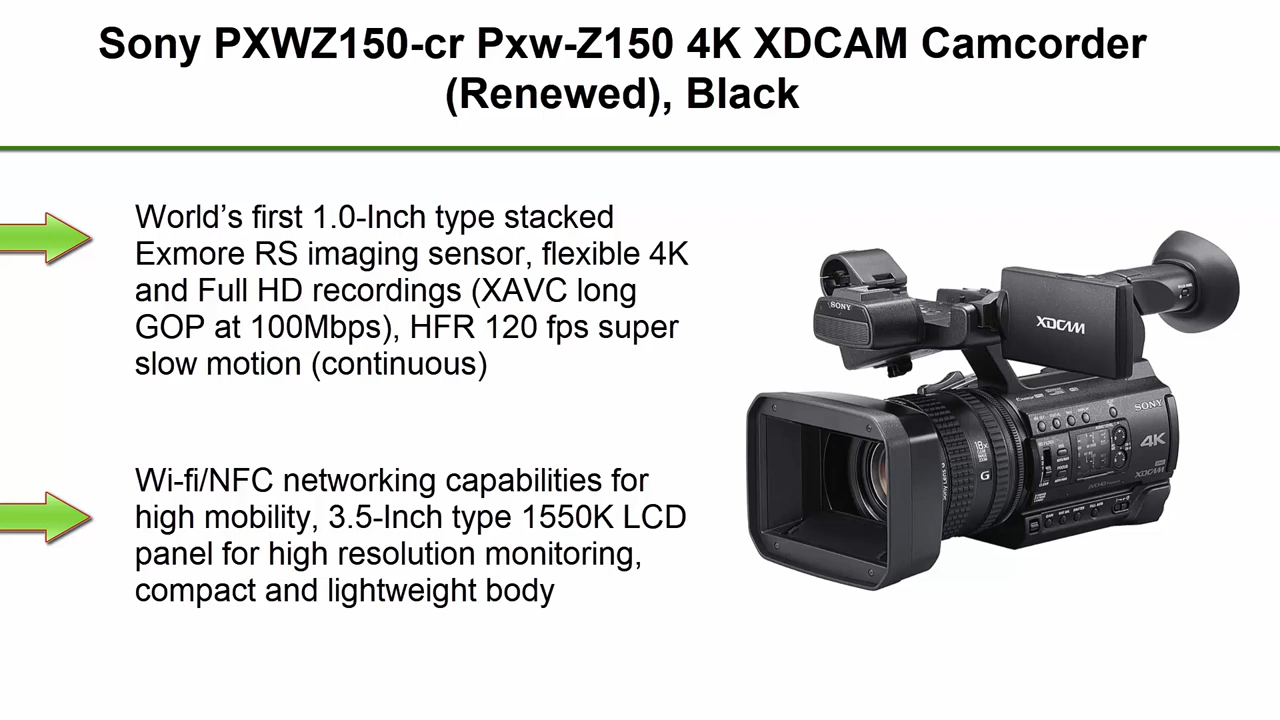 Sony PXWZ150-cr Pxw-Z150 4K XDCAM Camcorder
(Renewed), Black
World’s first 1.0-Inch type stacked
Exmore RS imaging sensor, flexible 4K
and Full HD recordings (XAVC long
GOP at 100Mbps), HFR 120 fps super
slow motion (continuous)
Wi-fi/NFC networking capabilities for
high mobility, 3.5-Inch type 1550K LCD
panel for high resolution monitoring,
compact and lightweight body
SONY
XDCAM
SONY
4K
XDCAM
18x
G
Sony Lens G